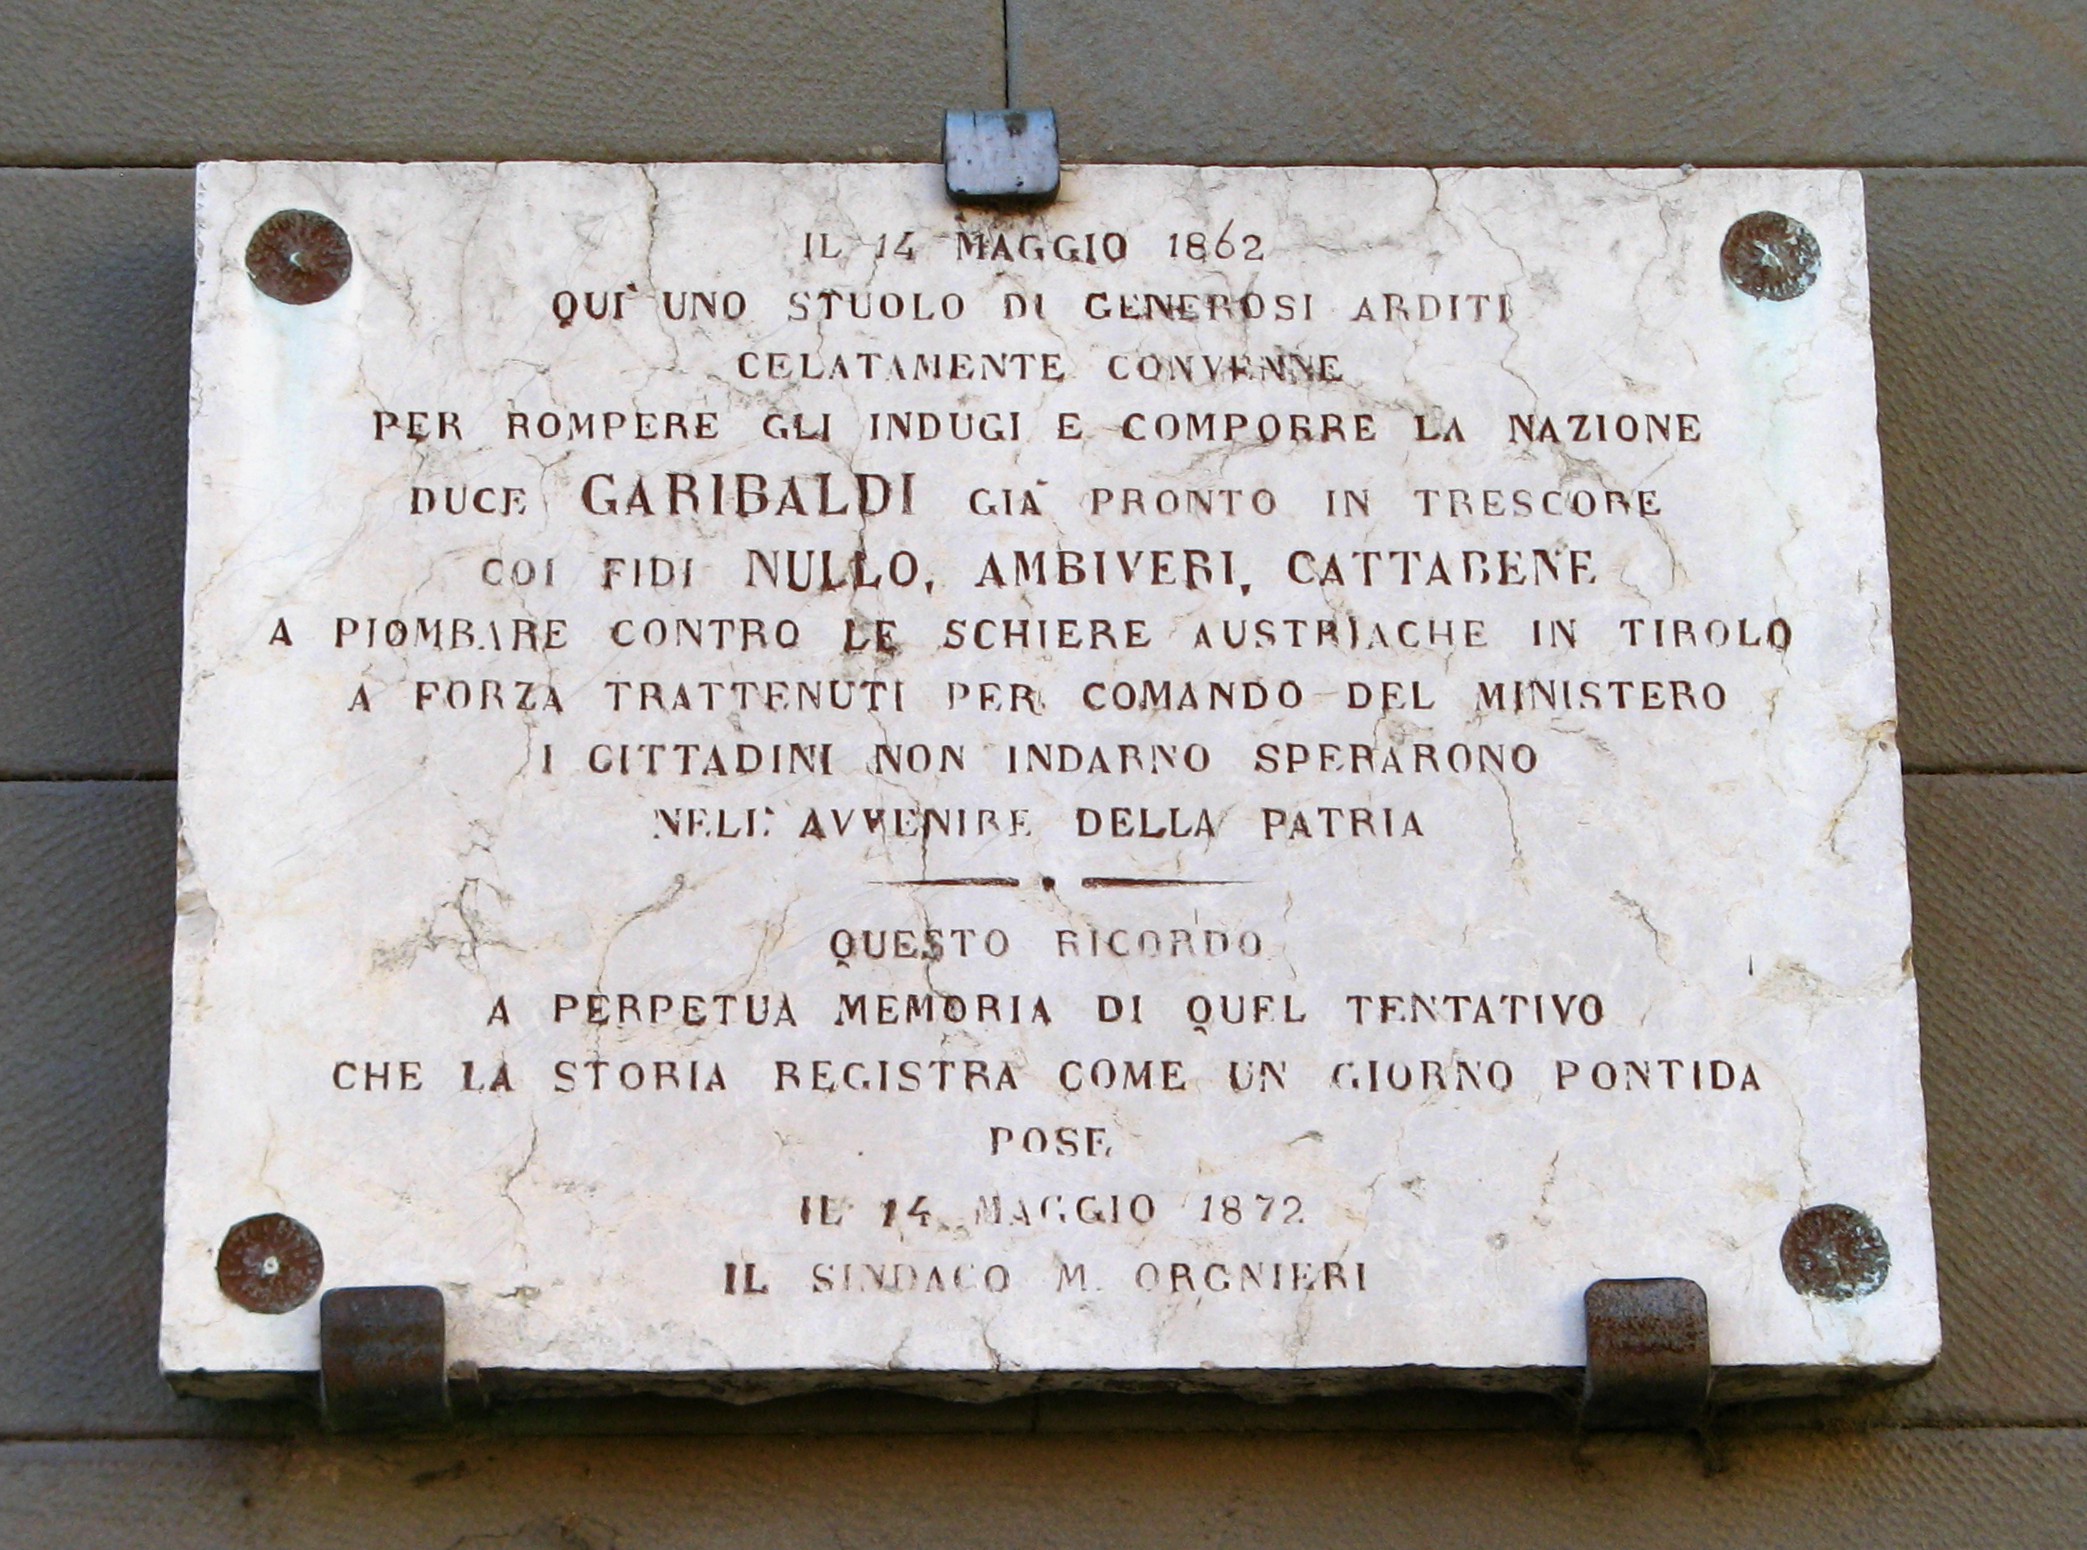 IL 14 MAGGIO 1862
QUI' UNO STUOLO DI GENEROSI ARDITI
CELATAMENTE CONVENNE
PER ROMPERE GLI INDUGI E COMPORRE LA NAZIONE
DUCE GARIBALDI GIA' PRONTO IN TRESCORE
COI FIDI NULLO, AMBIVERI, CATTABENE
A PIOMBARE CONTRO LE SCHIERE AUSTRIACHE IN TIROLO
A FORZA TRATTENUTI PER COMANDO DEL MINISTERO
I CITTADINI NON INDARNO SPERARONO
NELL' AVVENIRE DELLA PATRIA
QUESTO RICORDO
A PERPETUA MEMORIA DI QUEL TENTATIVO
CHE LA STORIA REGISTRA COME UN GIORNO PONTIDA
POSE
IL 14 MAGGIO 1872
IL SINDACO M. ORGNIERI